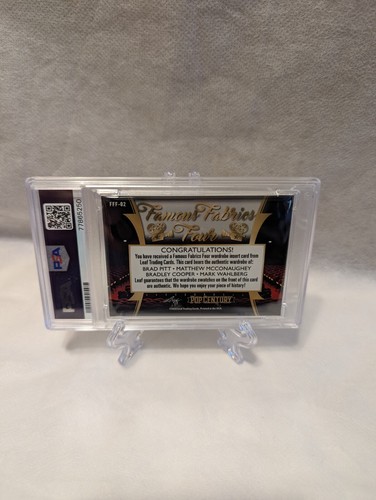 FFF-02
Famous Fabrics
Four
CONGRATULATIONS!
You have received a Famous Fabrics Four wardrobe insert card from
Leaf Trading Cards. This card bears the authentic wardrobe of:
BRAD PITT • MATTHEW MCCONAUGHEY
BRADLEY COOPER • MARK WAHLBERG
Leaf guarantees that the wardrobe swatches on the front of this card
are authentic. We hope you enjoy your piece of history!
POP CENTURY
PSA